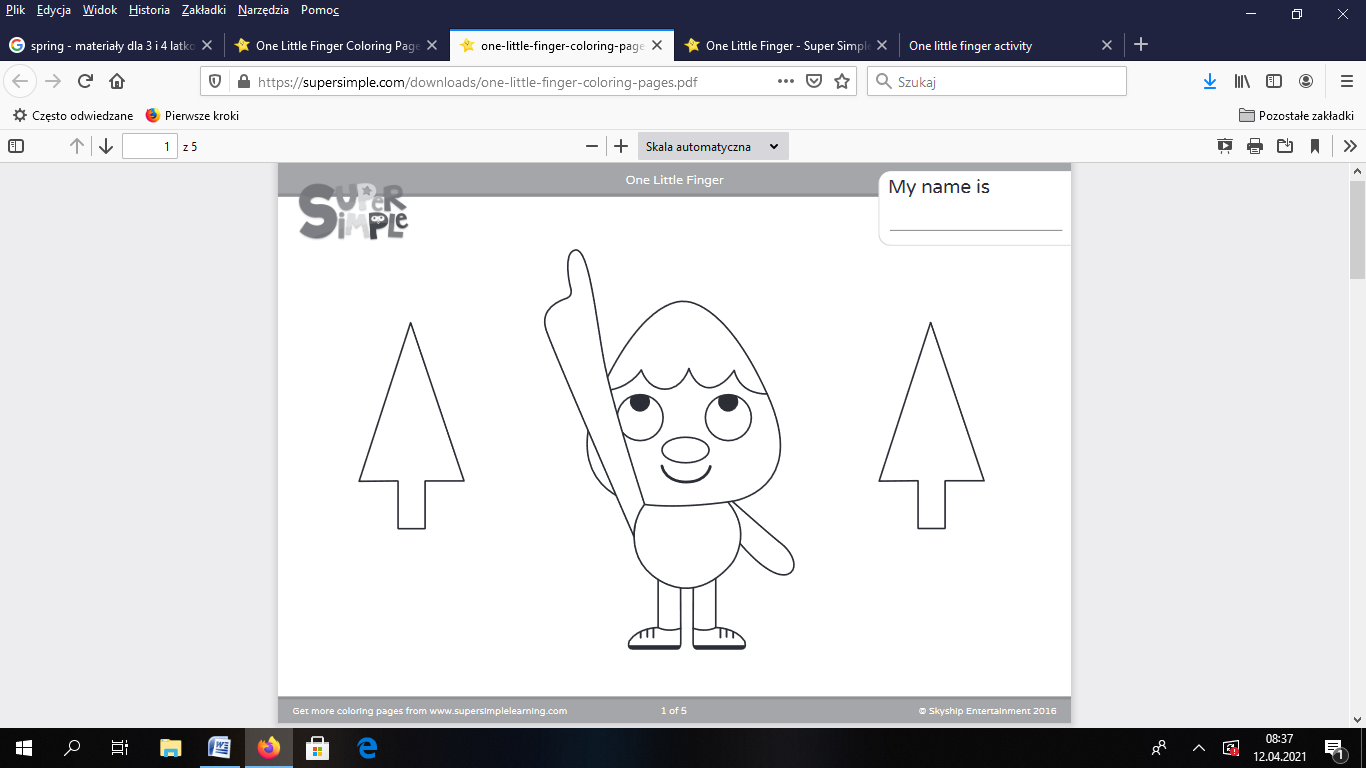 Plik Edycja Widok Historia Zakładki Narzędzia Pomoc
spring - materiały dla 3 i 4 latko
One Little Finger Coloring Page
one-little-finger-coloring-page
One Little Finger - Super Simple
One little finger activity
https://supersimple.com/downloads/one-little-finger-coloring-pages.pdf
Szukaj
Często odwiedzane Pierwsze kroki Pozostałe zakładki
1 z 5 Skala automatyczna
One Little Finger
SUPER
SiMPLE
My name is
Get more coloring pages from www.supersimplelearning.com 1 of 5 © Skyship Entertainment 2016
08:37
12.04.2021
1